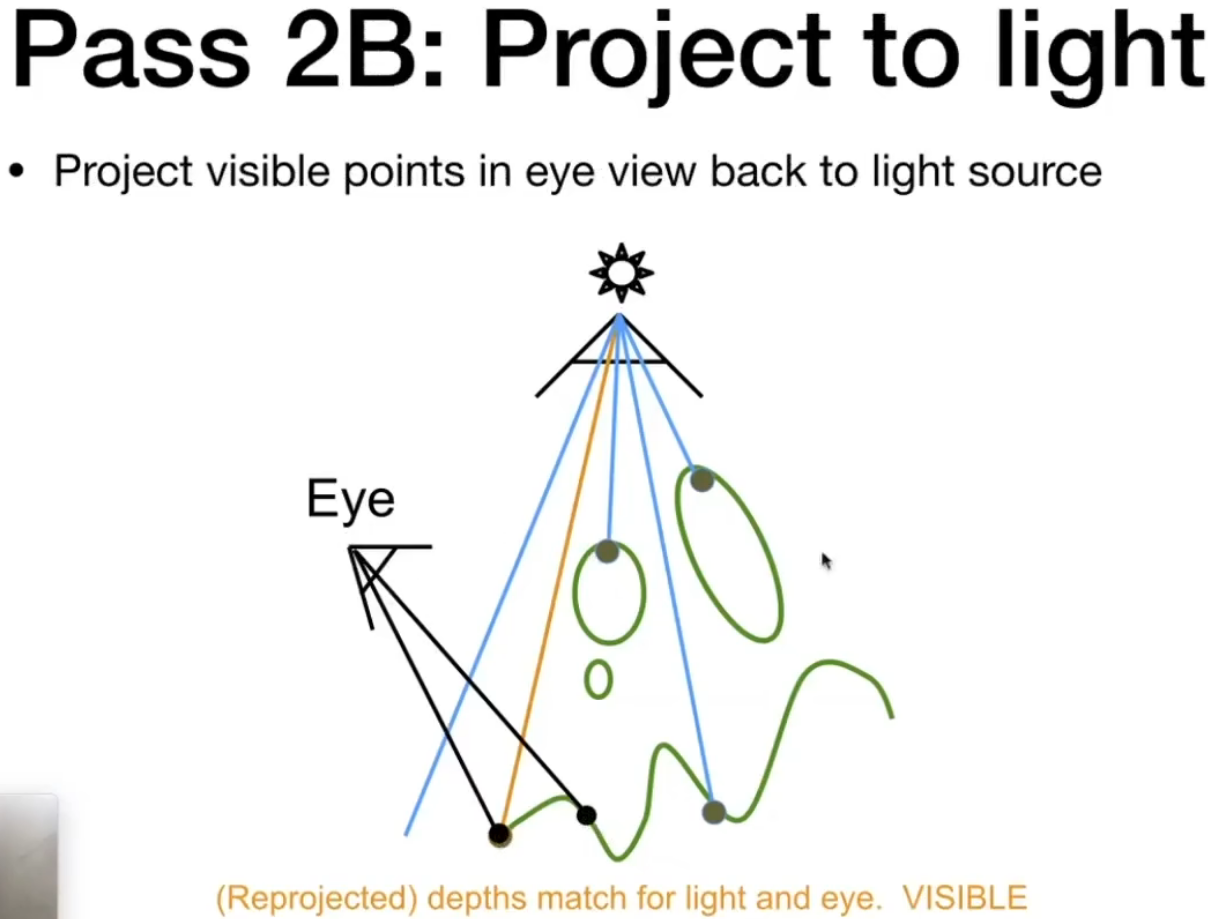 Pass 2B: Project to light
• Project visible points in eye view back to light source
Eye
(Reprojected) depths match for light and eye.  VISIBLE